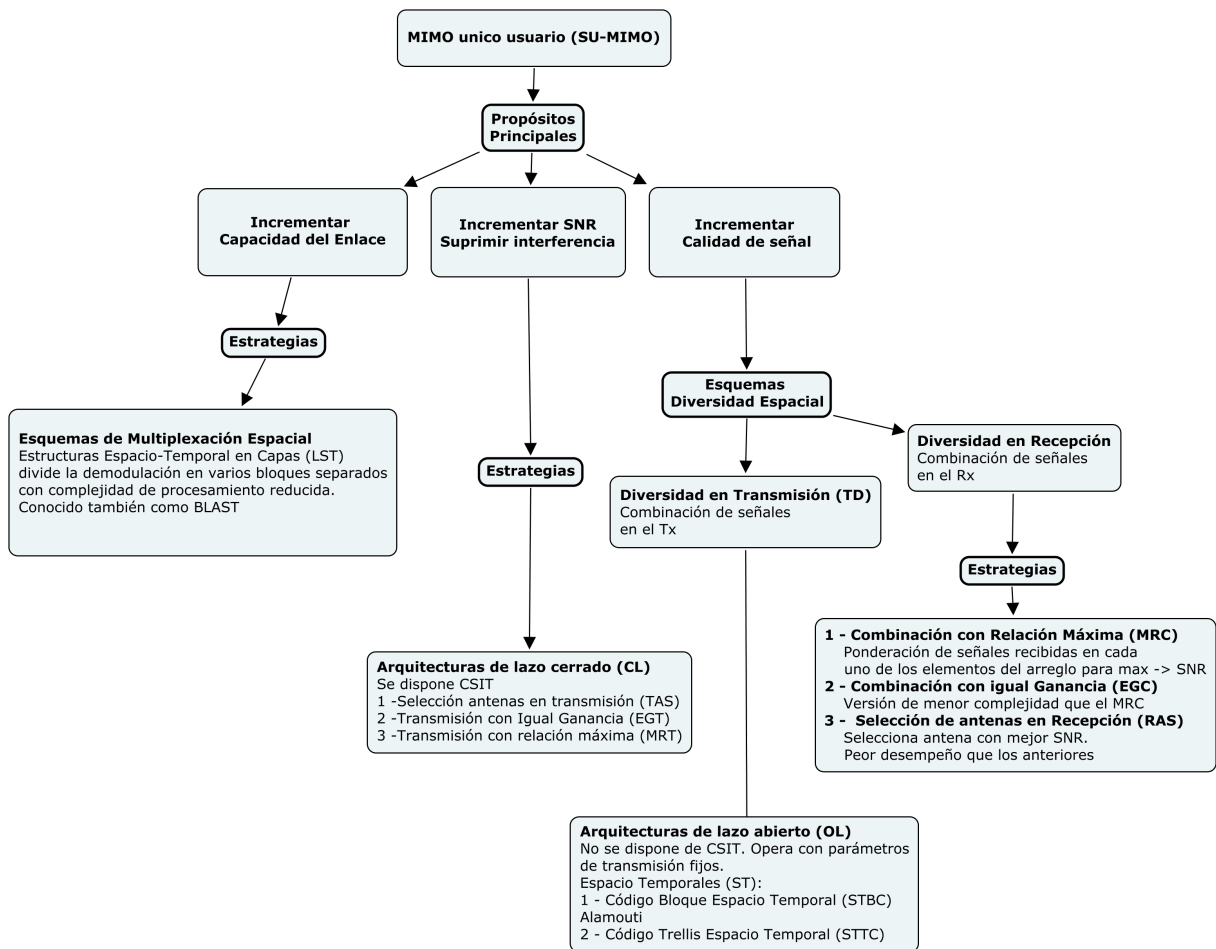 MIMO unico usuario (SU-MIMO)
Propósitos
Principales
Incrementar
Capacidad del Enlace
Incrementar SNR
Suprimir interferencia
Incrementar
Calidad de señal
Estrategias
Esquemas
Diversidad Espacial
Esquemas de Multiplexación Espacial
Estructuras Espacio-Temporal en Capas (LST)
divide la demodulación en varios bloques separados
con complejidad de procesamiento reducida.
Conocido también como BLAST
Estrategias
Diversidad en Transmisión (TD)
Combinación de señales
en el Tx
Diversidad en Recepción
Combinación de señales
en el Rx
Estrategias
Arquitecturas de lazo cerrado (CL)
Se dispone CSIT
1 -Selección antenas en transmisión (TAS)
2 -Transmisión con Igual Ganancia (EGT)
3 -Transmisión con relación máxima (MRT)
1 - Combinación con Relación Máxima (MRC)
Ponderación de señales recibidas en cada
uno de los elementos del arreglo para max -> SNR
2 - Combinación con igual Ganancia (EGC)
Versión de menor complejidad que el MRC
3 - Selección de antenas en Recepción (RAS)
Selecciona antena con mejor SNR.
Peor desempeño que los anteriores
Arquitecturas de lazo abierto (OL)
No se dispone de CSIT. Opera con parámetros
de transmisión fijos.
Espacio Temporales (ST):
1 - Código Bloque Espacio Temporal (STBC)
Alamouti
2 - Código Trellis Espacio Temporal (STTC)